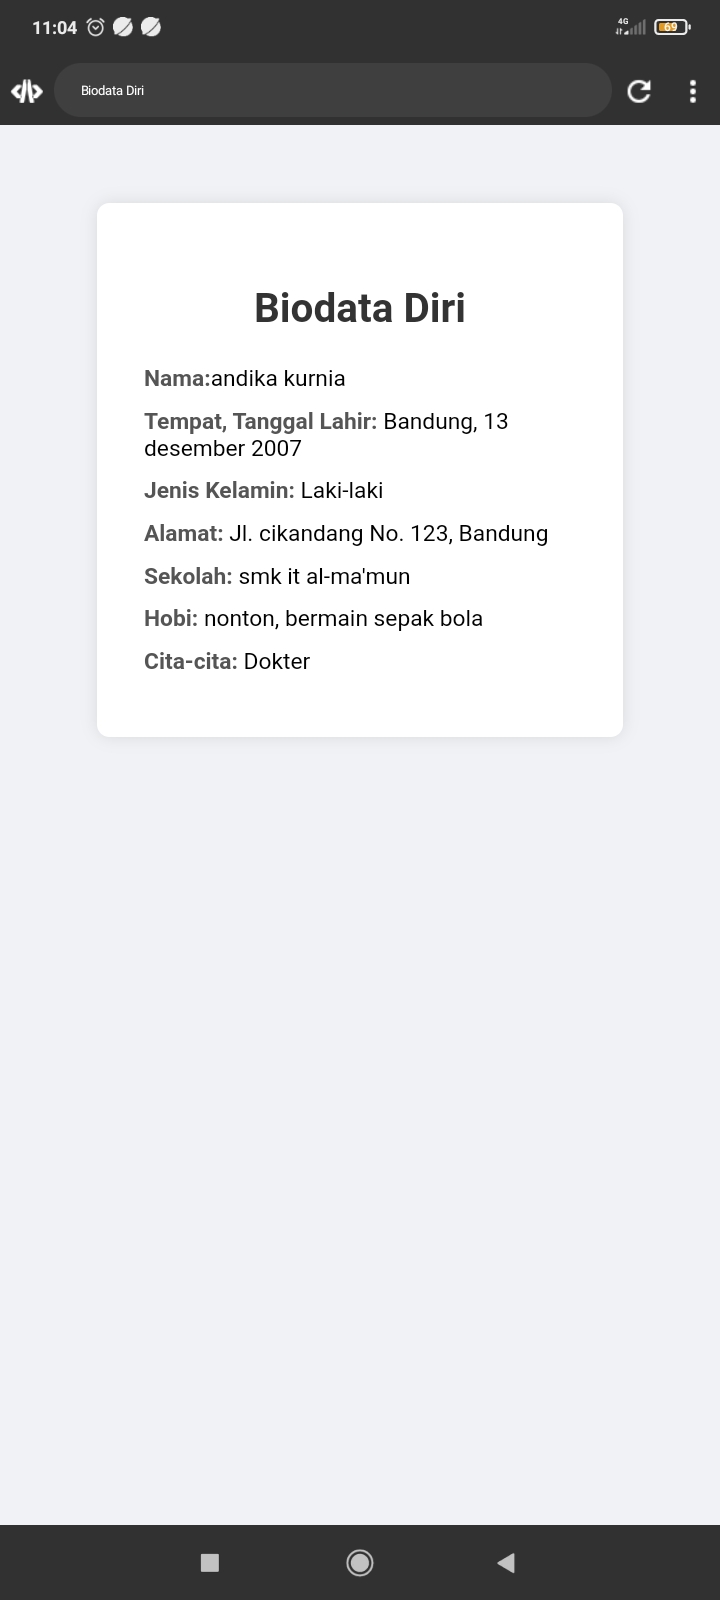 11:04
4G
69
Biodata Diri
Biodata Diri
Nama:andika kurnia
Tempat, Tanggal Lahir: Bandung, 13
desember 2007
Jenis Kelamin: Laki-laki
Alamat: Jl. cikandang No. 123, Bandung
Sekolah: smk it al-ma'mun
Hobi: nonton, bermain sepak bola
Cita-cita: Dokter